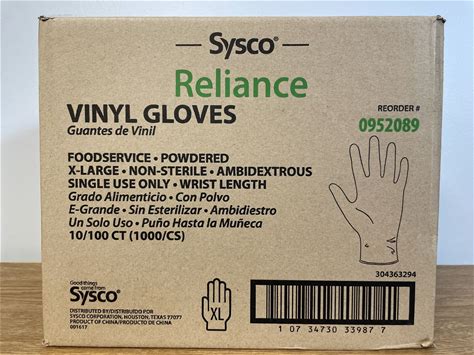 Sysco®
Reliance
VINYL GLOVES
Guantes de Vinil
REORDER #
0952089
FOODSERVICE • POWDERED
X-LARGE • NON-STERILE • AMBIDEXTROUS
SINGLE USE ONLY • WRIST LENGTH
Grado Alimenticio • Con Polvo
E-Grande • Sin Esterilizar • Ambidiestro
Un Solo Uso • Puño Hasta la Muñeca
10/100 CT (1000/CS)
304363294
Good things
come from
Sysco®
DISTRIBUTED BY/DISTRIBUÍDO POR
SYSCO CORPORATION, HOUSTON, TEXAS 77077
PRODUCT OF CHINA/PRODUCTO DE CHINA
001617
XL
1 07 34730 33987 7